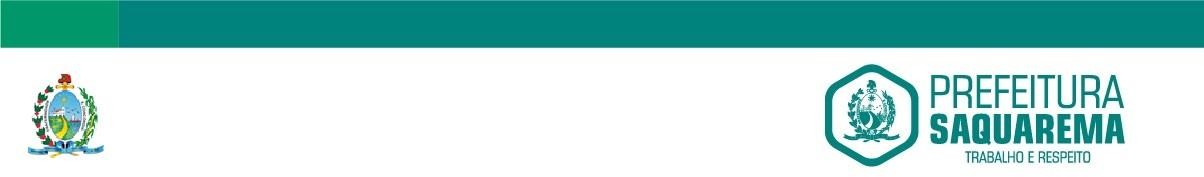 PREFEITURA
SAQUAREMA
TRABALHO E RESPEITO